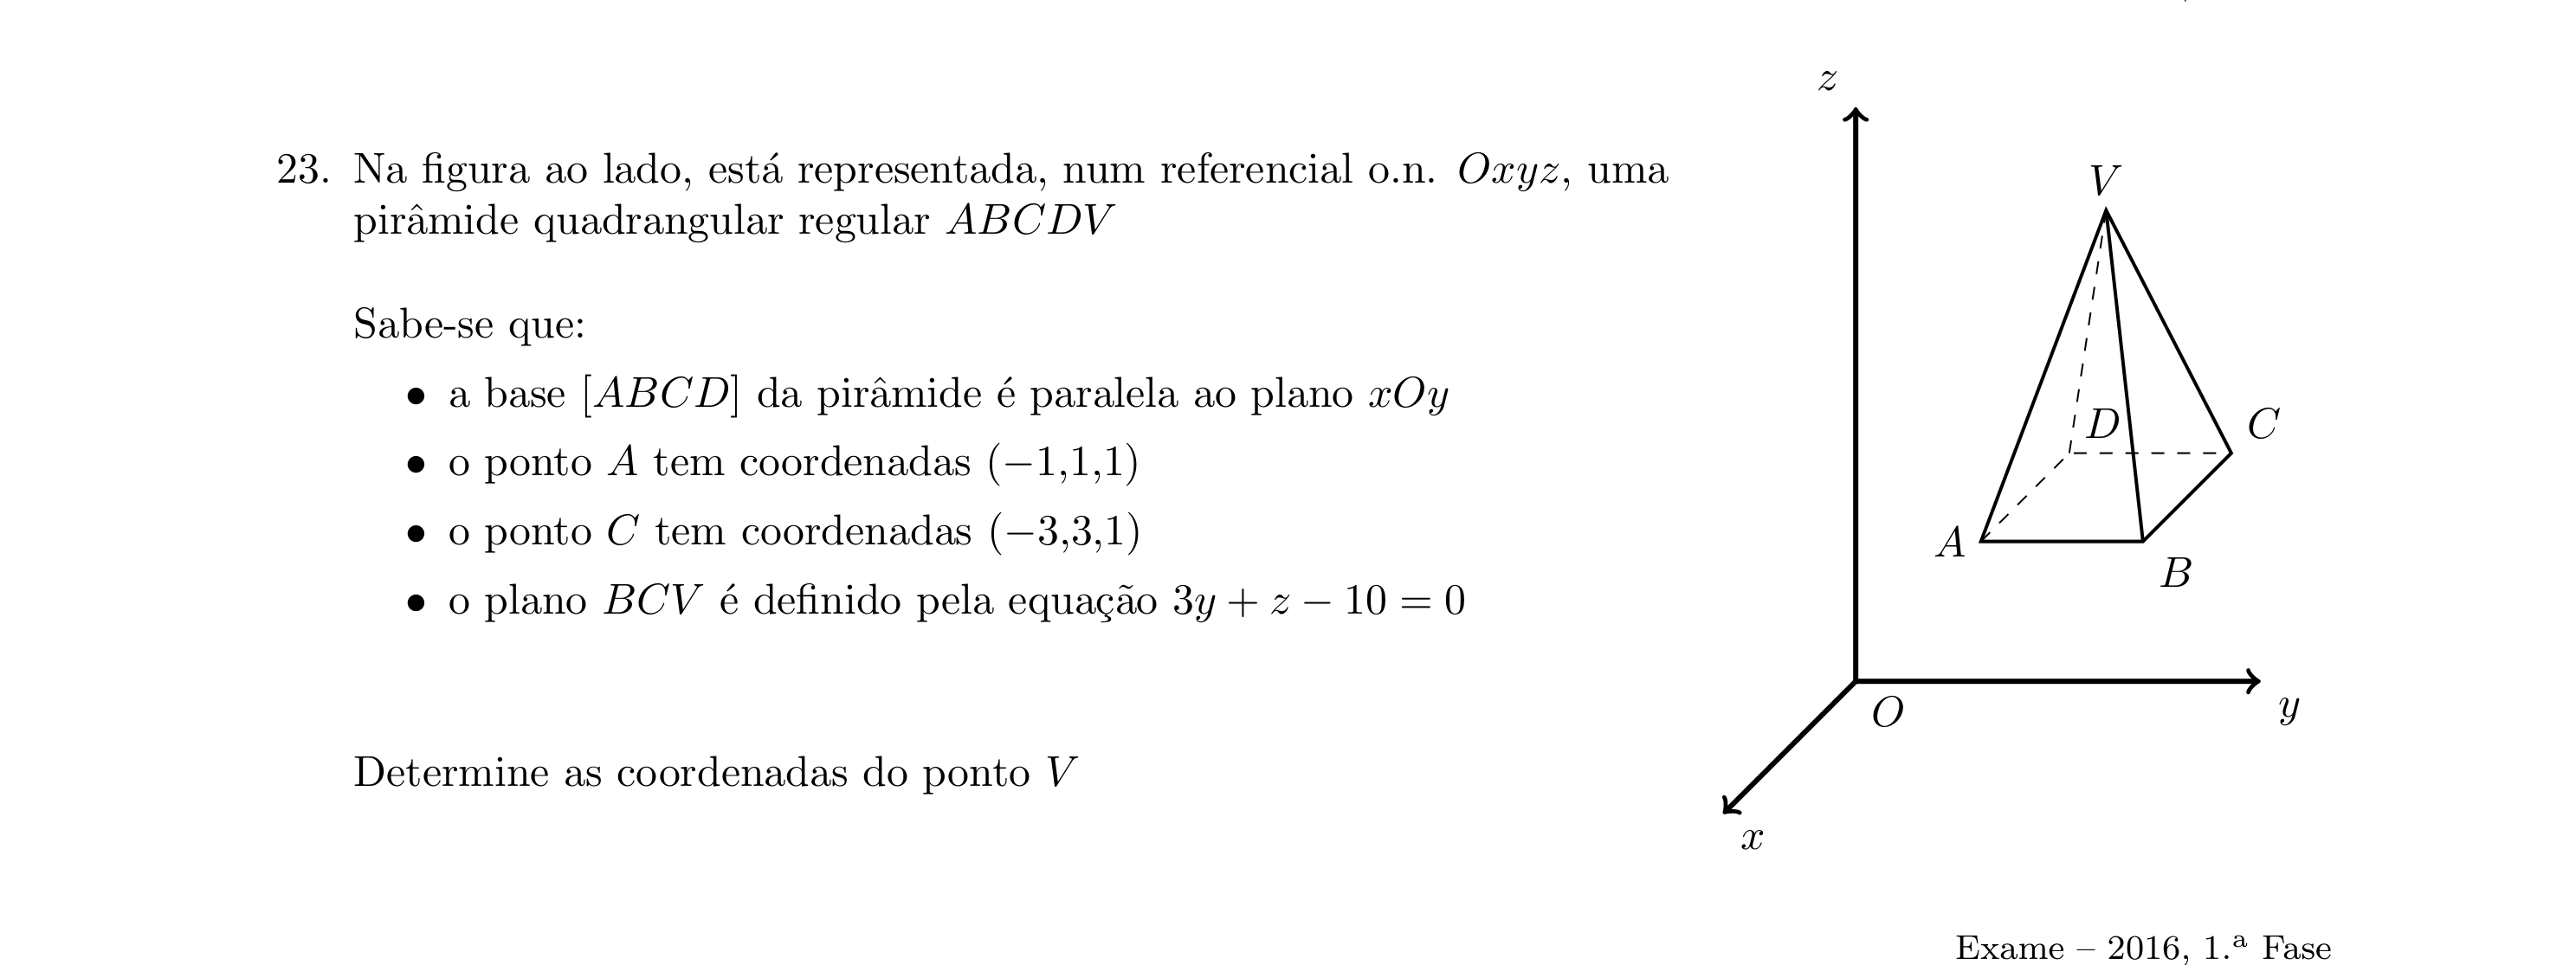 23. Na figura ao lado, está representada, num referencial o.n. Oxyz, uma
pirâmide quadrangular regular ABCDV
Sabe-se que:
• a base [ABCD] da pirâmide é paralela ao plano xOy
• o ponto A tem coordenadas (−1,1,1)
• o ponto C tem coordenadas (−3,3,1)
• o plano BCV é definido pela equação 3y + z − 10 = 0
Determine as coordenadas do ponto V
z
V
D
C
A
B
O
y
x
Exame – 2016, 1.ª Fase